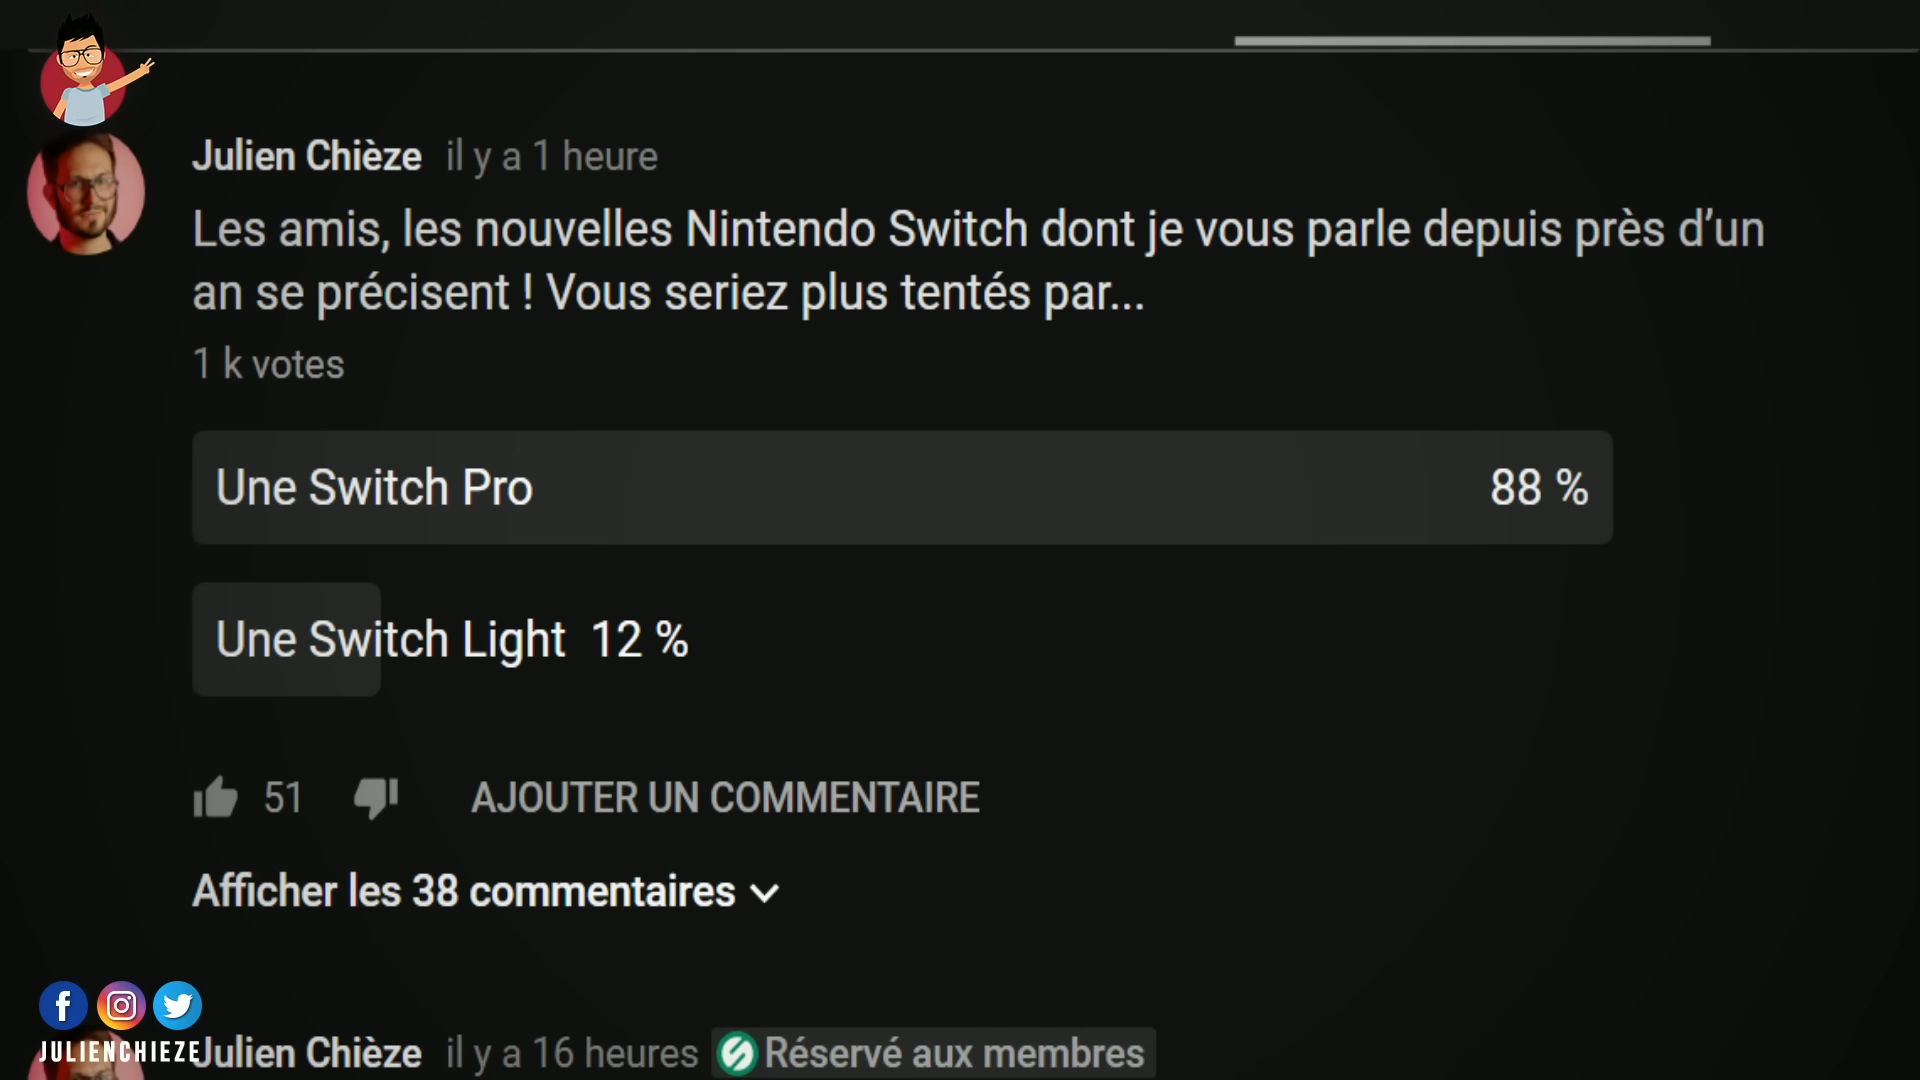 Julien Chièze il y a 1 heure
Les amis, les nouvelles Nintendo Switch dont je vous parle depuis près d’un
an se précisent ! Vous seriez plus tentés par...
1 k votes
Une Switch Pro 88 %
Une Switch Light 12 %
51 AJOUTER UN COMMENTAIRE
Afficher les 38 commentaires
JULIENCHIEZE
Julien Chièze il y a 16 heures Réservé aux membres